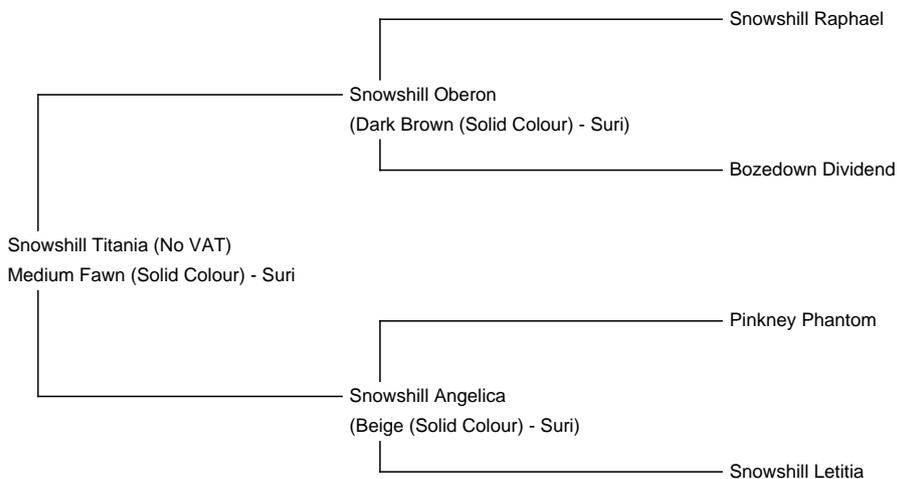 Snowshill Raphael
Snowshill Oberon
(Dark Brown (Solid Colour) - Suri)
Bozedown Dividend
Snowshill Titania (No VAT)
Medium Fawn (Solid Colour) - Suri
Pinkney Phantom
Snowshill Angelica
(Beige (Solid Colour) - Suri)
Snowshill Letitia